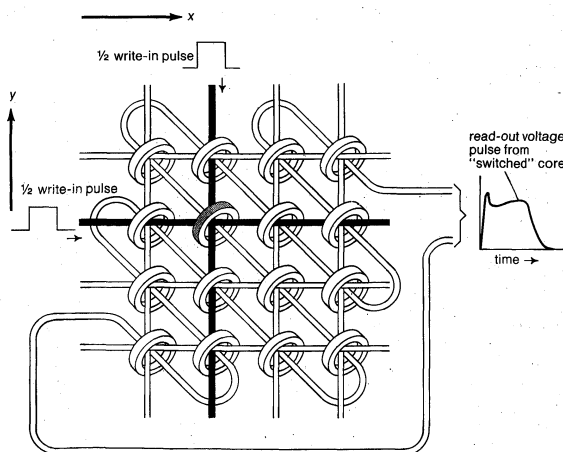 x
½ write-in pulse
y
read-out voltage
pulse from
"switched" core
½ write-in pulse
time →